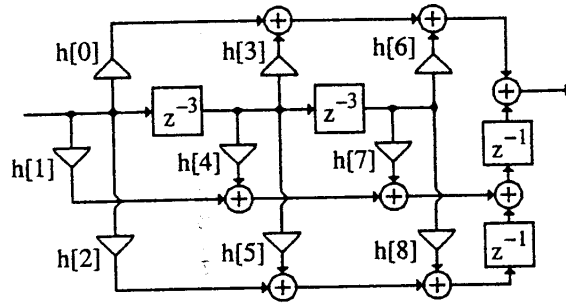 h[0]
h[3]
h[6]
z⁻³
z⁻³
z⁻¹
h[1]
h[4]
h[7]
h[2]
h[5]
h[8]
z⁻¹